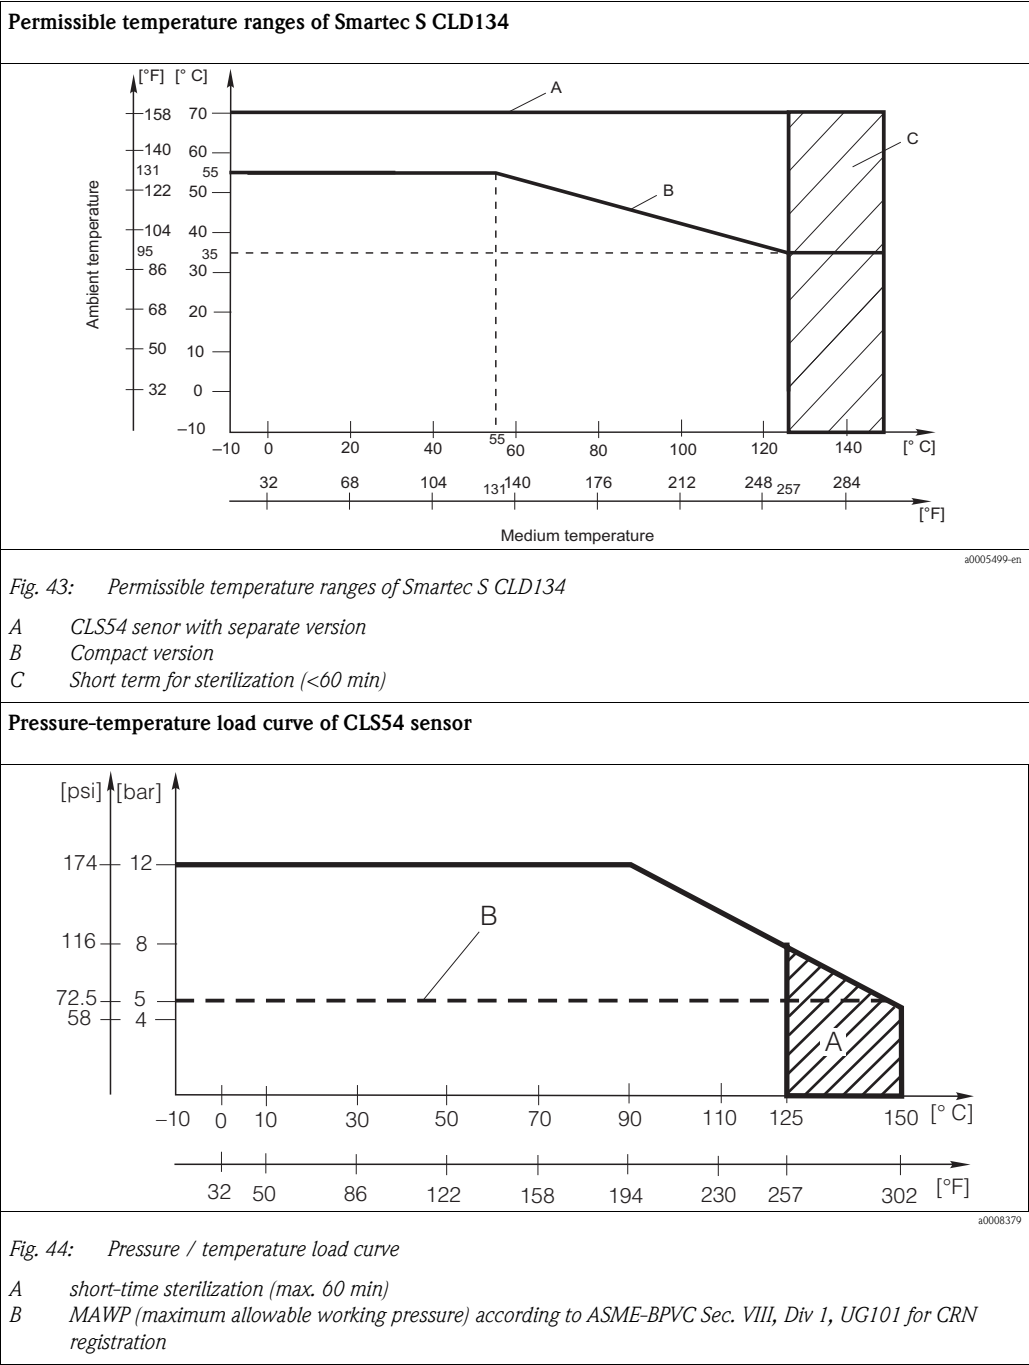 Permissible temperature ranges of Smartec S CLD134
[°F] [° C]
A
158 70
C
140 60
131 55
122 50
B
104 40
95 35
86 30
68 20
50 10
32 0
–10
Ambient temperature
–10 0 20 40 55 60 80 100 120 140 [° C]
32 68 104 131 140 176 212 248 257 284
[°F]
Medium temperature
a0005499-en
Fig. 43: Permissible temperature ranges of Smartec S CLD134
A CLS54 senor with separate version
B Compact version
C Short term for sterilization (<60 min)
Pressure-temperature load curve of CLS54 sensor
[psi] [bar]
174 12
B
116 8
72.5 5
58 4
A
–10 0 10 30 50 70 90 110 125 150 [° C]
32 50 86 122 158 194 230 257 302 [°F]
a0008379
Fig. 44: Pressure / temperature load curve
A short-time sterilization (max. 60 min)
B MAWP (maximum allowable working pressure) according to ASME-BPVC Sec. VIII, Div 1, UG101 for CRN
registration